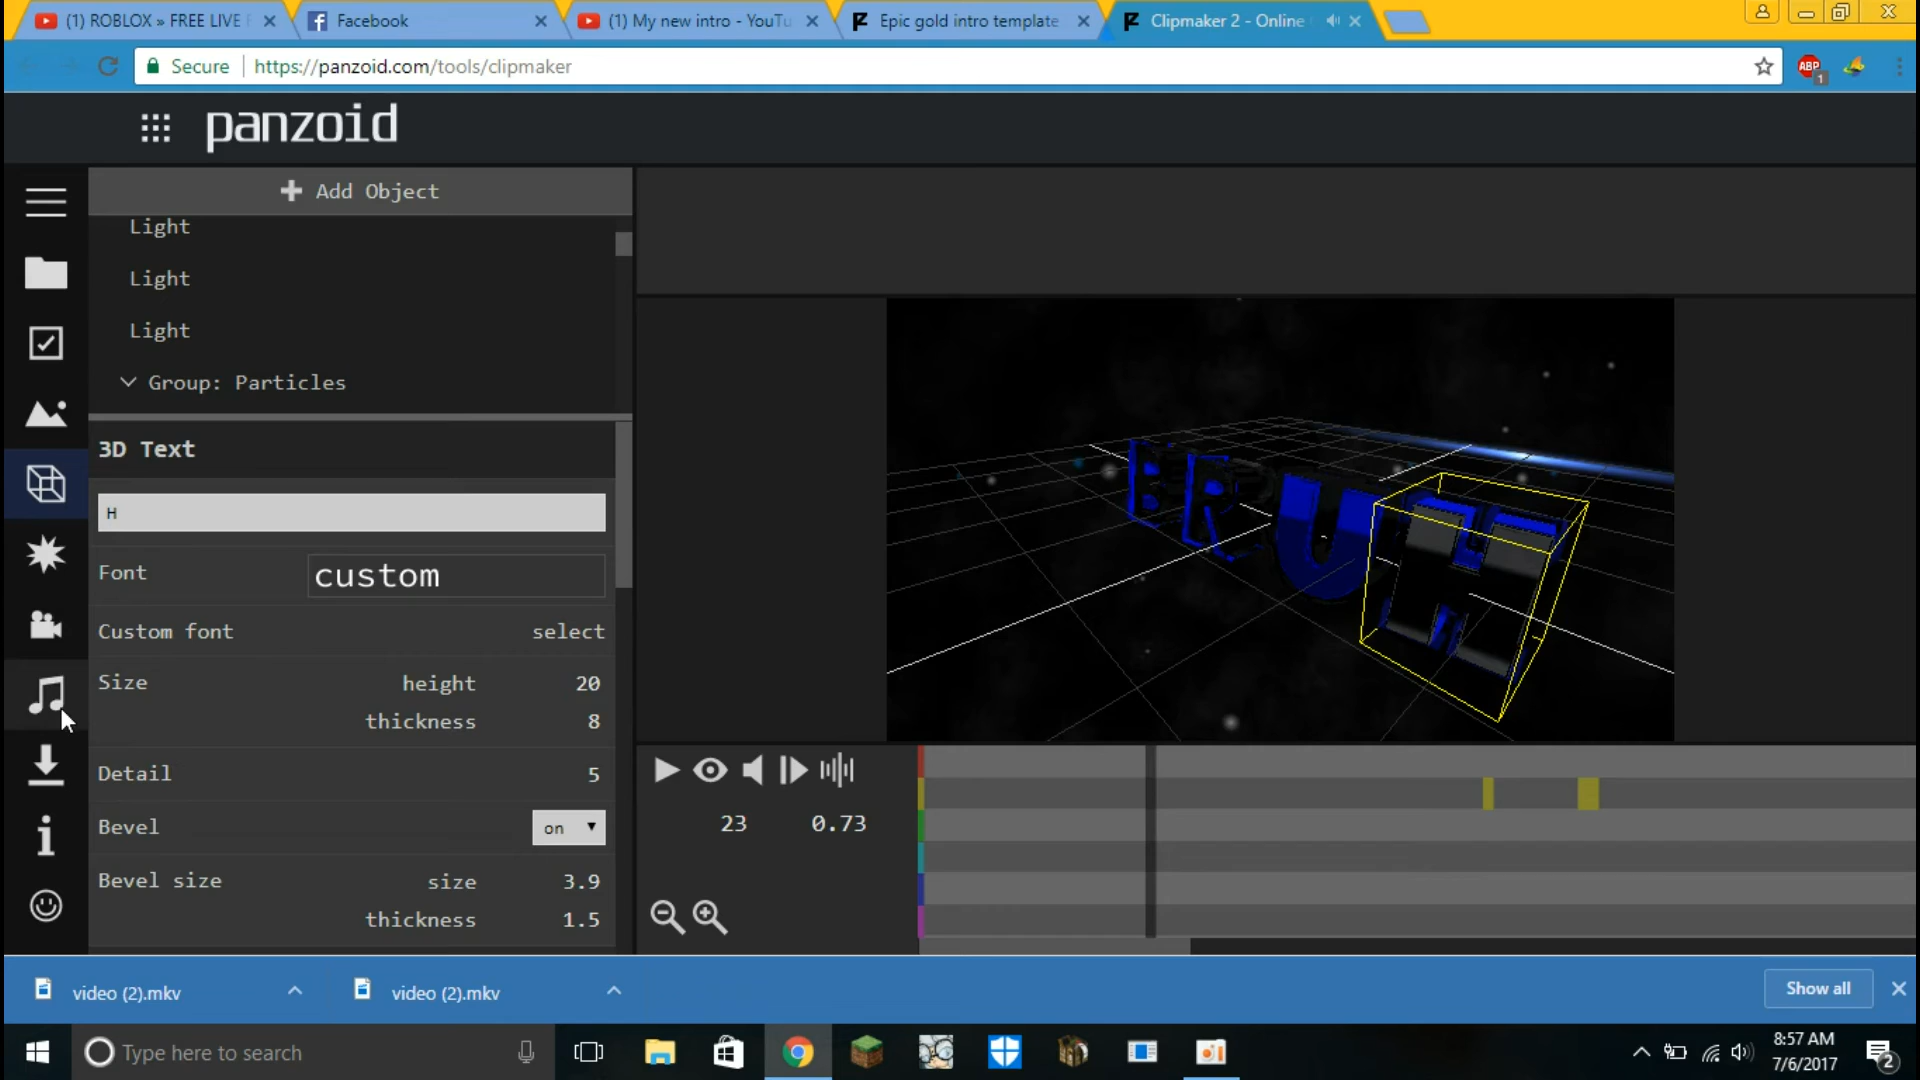 (1) ROBLOX » FREE LIVE
Facebook
(1) My new intro - YouTu
Epic gold intro template
Clipmaker 2 - Online
Secure
https://panzoid.com/tools/clipmaker
ABP
1
panzoid
Add Object
Light
Light
Light
Group: Particles
3D Text
H
Font
custom
Custom font
select
Size
height
20
thickness
8
Detail
5
Bevel
on
Bevel size
size
3.9
thickness
1.5
BRUH
23
0.73
video (2).mkv
video (2).mkv
Show all
Type here to search
8:57 AM
7/6/2017
2